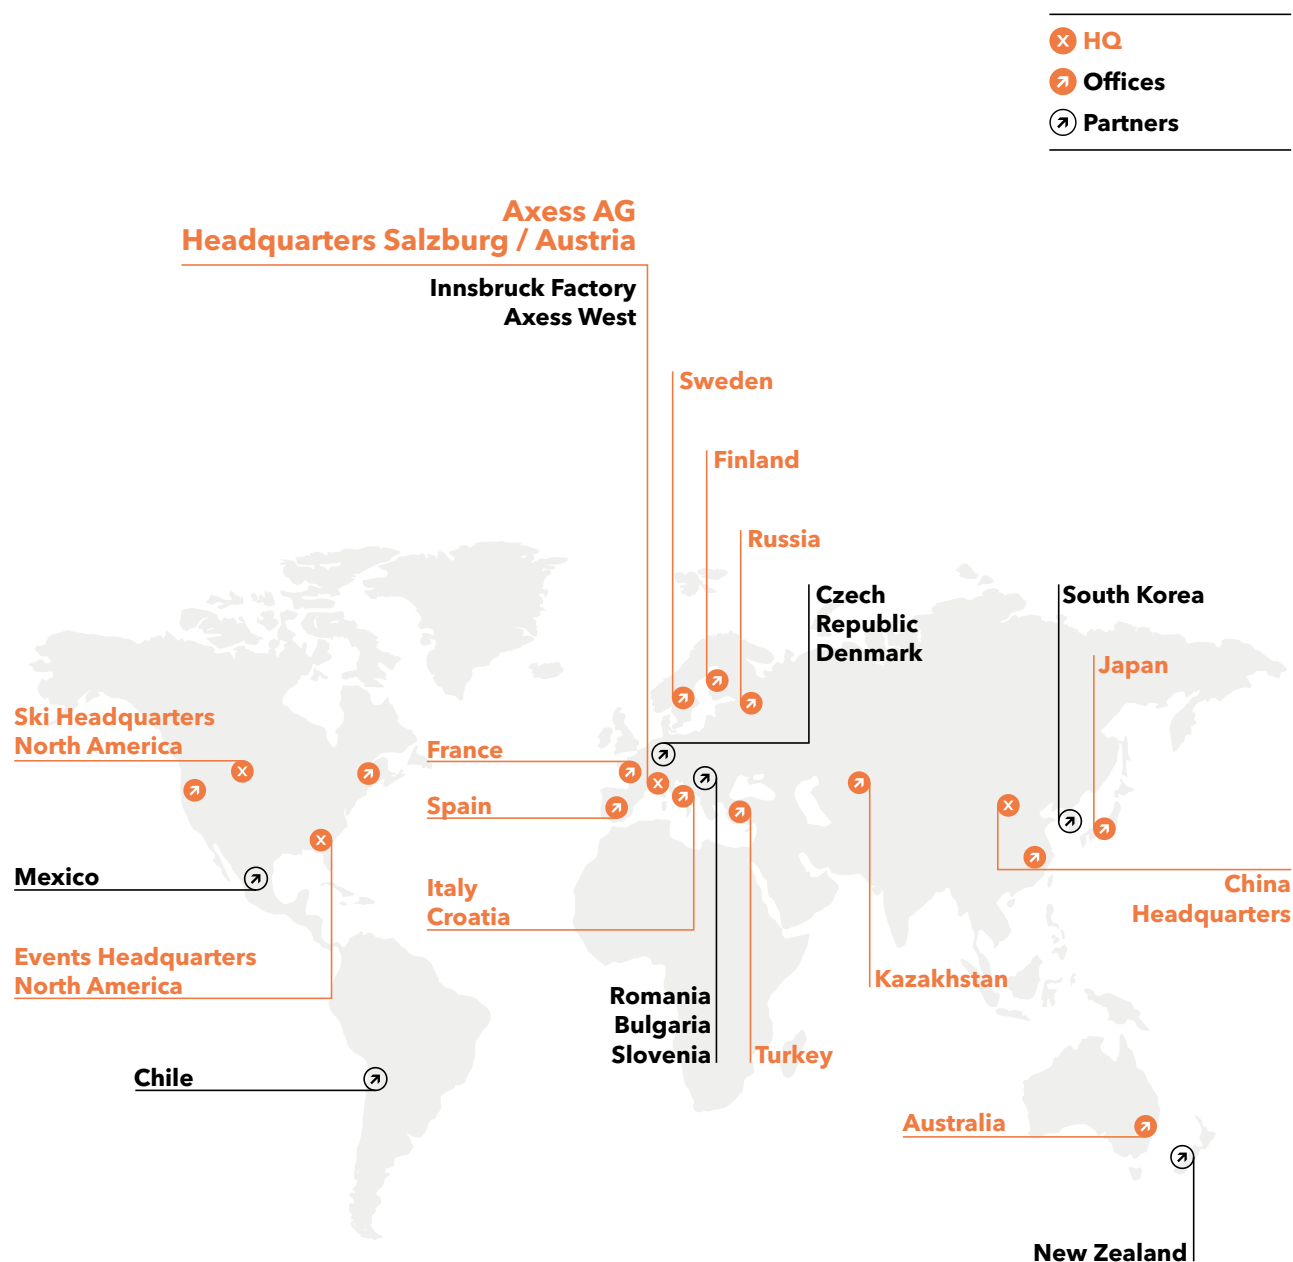 HQ
Offices
Partners
Axess AG
Headquarters Salzburg / Austria
Innsbruck Factory
Axess West
Sweden
Finland
Russia
Czech
Republic
Denmark
South Korea
Japan
Ski Headquarters
North America
France
Spain
Mexico
Italy
Croatia
China
Headquarters
Events Headquarters
North America
Kazakhstan
Romania
Bulgaria
Slovenia
Turkey
Chile
Australia
New Zealand